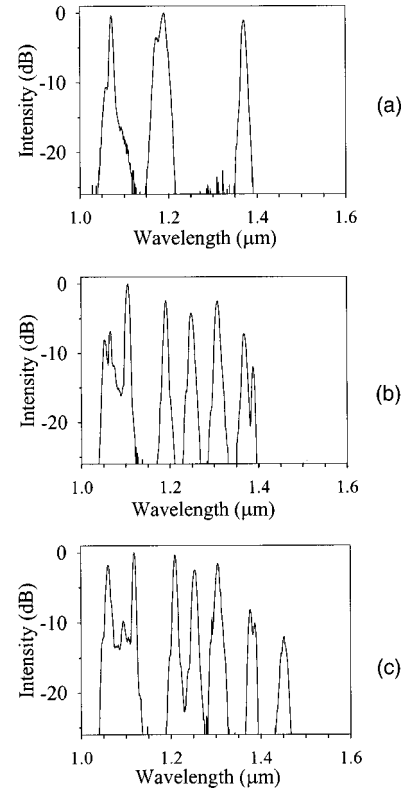 0
-10
-20
Intensity (dB)
1.0 1.2 1.4 1.6
Wavelength (μm)
(a)
0
-10
-20
Intensity (dB)
1.0 1.2 1.4 1.6
Wavelength (μm)
(b)
0
-10
-20
Intensity (dB)
1.0 1.2 1.4 1.6
Wavelength (μm)
(c)